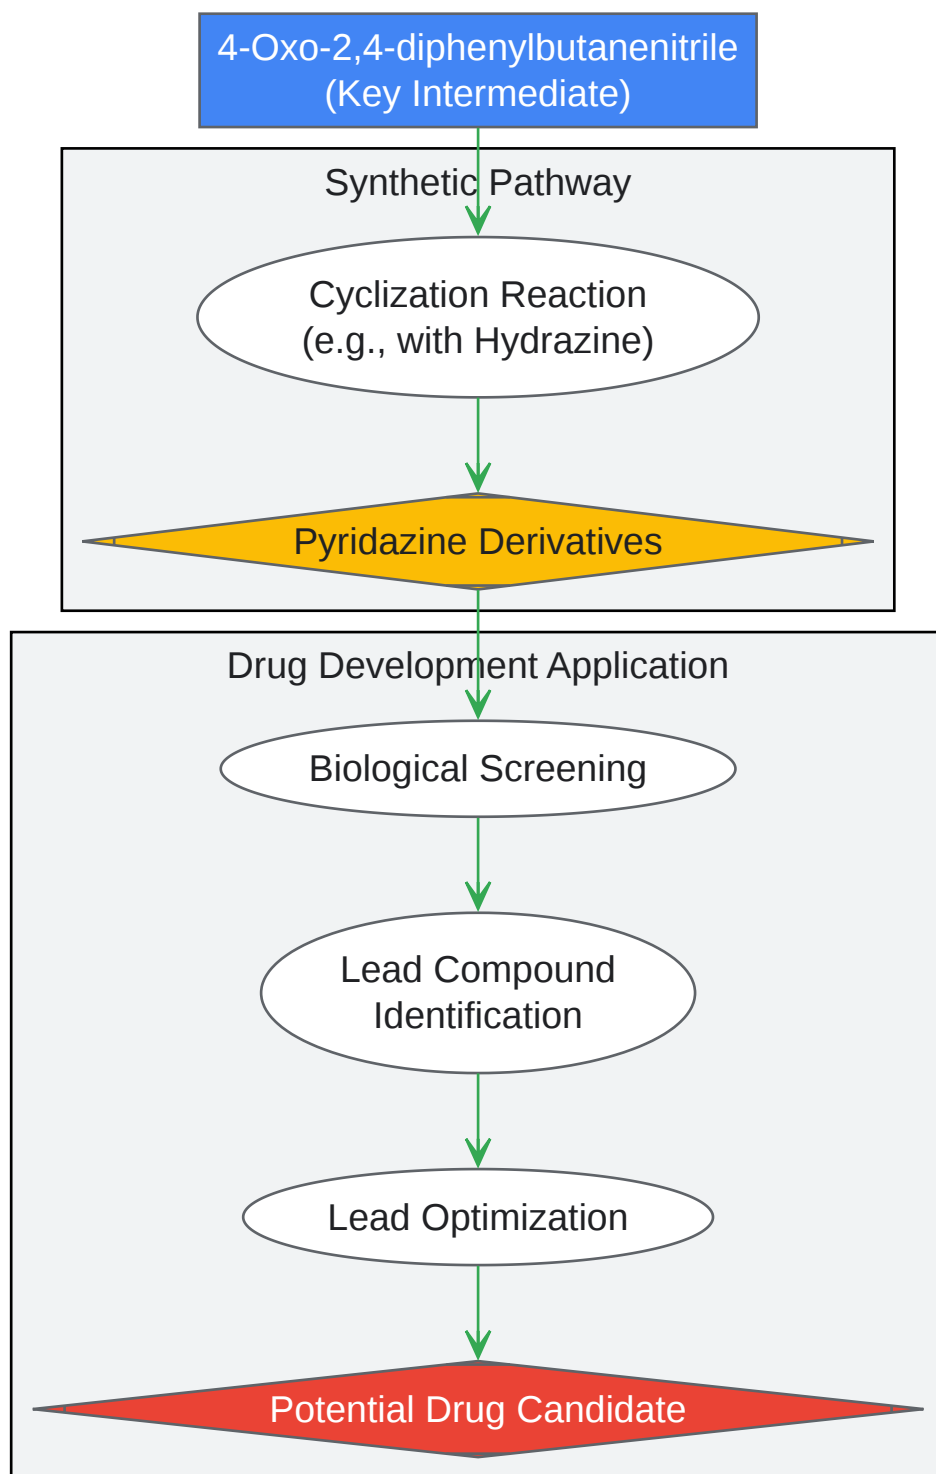 4-Oxo-2,4-diphenylbutanenitrile
(Key Intermediate)
Synthetic Pathway
Cyclization Reaction
(e.g., with Hydrazine)
Pyridazine Derivatives
Drug Development Application
Biological Screening
Lead Compound
Identification
Lead Optimization
Potential Drug Candidate